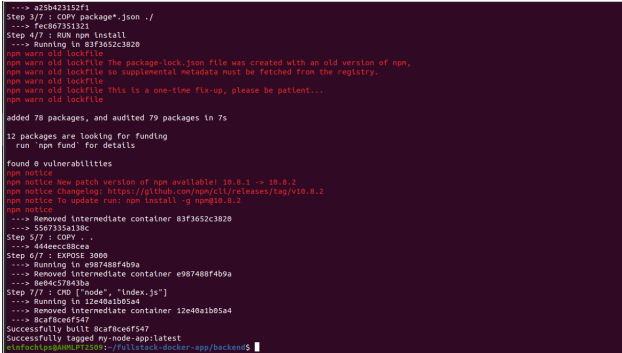 ---> a25b423152f1
Step 3/7 : COPY package*.json ./
---> fec867351321
Step 4/7 : RUN npm install
---> Running in 83f3652c3820
npm warn old lockfile
npm warn old lockfile The package-lock.json file was created with an old version of npm,
npm warn old lockfile so supplemental metadata must be fetched from the registry.
npm warn old lockfile
npm warn old lockfile This is a one-time fix-up, please be patient...
npm warn old lockfile
added 78 packages, and audited 79 packages in 7s
12 packages are looking for funding
run `npm fund` for details
found 0 vulnerabilities
npm notice
npm notice New patch version of npm available! 10.8.1 -> 10.8.2
npm notice Changelog: https://github.com/npm/cli/releases/tag/v10.8.2
npm notice To update run: npm install -g npm@10.8.2
npm notice
---> Removed intermediate container 83f3652c3820
---> 5567335a138c
Step 5/7 : COPY . .
---> 444eecc88cea
Step 6/7 : EXPOSE 3000
---> Running in e987488f4b9a
---> Removed intermediate container e987488f4b9a
---> 8e04c57843ba
Step 7/7 : CMD ["node", "index.js"]
---> Running in 12e40a1b05a4
---> Removed intermediate container 12e40a1b05a4
---> 8caf8ce6f547
Successfully built 8caf8ce6f547
Successfully tagged my-node-app:latest
einfochips@AHMLPT2509:~/fullstack-docker-app/backend$